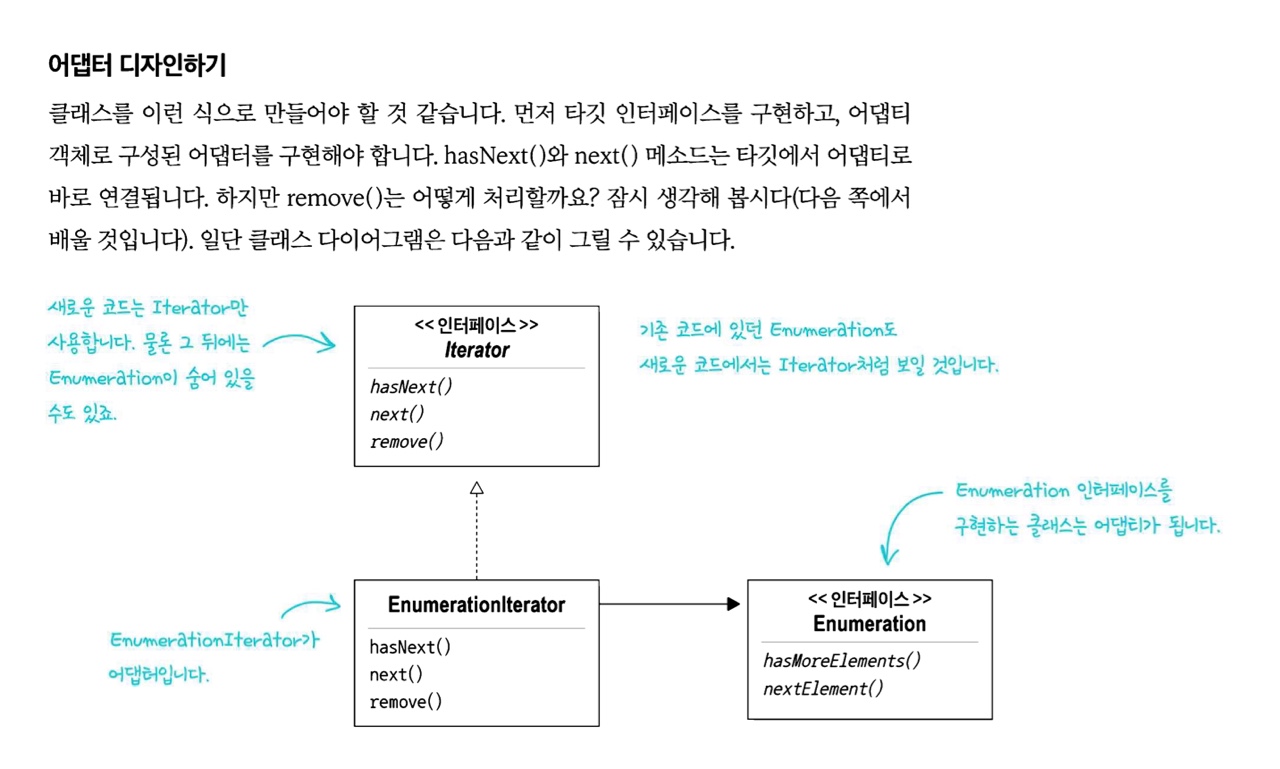 어댑터 디자인하기
클래스를 이런 식으로 만들어야 할 것 같습니다. 먼저 타깃 인터페이스를 구현하고, 어댑티
객체로 구성된 어댑터를 구현해야 합니다. hasNext()와 next() 메소드는 타깃에서 어댑티로
바로 연결됩니다. 하지만 remove()는 어떻게 처리할까요? 잠시 생각해 봅시다(다음 쪽에서
배울 것입니다). 일단 클래스 다이어그램은 다음과 같이 그릴 수 있습니다.
새로운 코드는 Iterator만
사용합니다. 물론 그 뒤에는
Enumeration이 숨어 있을
수도 있죠.
<< 인터페이스 >>
Iterator
hasNext()
next()
remove()
기존 코드에 있던 Enumeration도
새로운 코드에서는 Iterator처럼 보일 것입니다.
Enumeration 인터페이스를
구현하는 클래스는 어댑티가 됩니다.
EnumerationIterator가
어댑터입니다.
EnumerationIterator
hasNext()
next()
remove()
<< 인터페이스 >>
Enumeration
hasMoreElements()
nextElement()